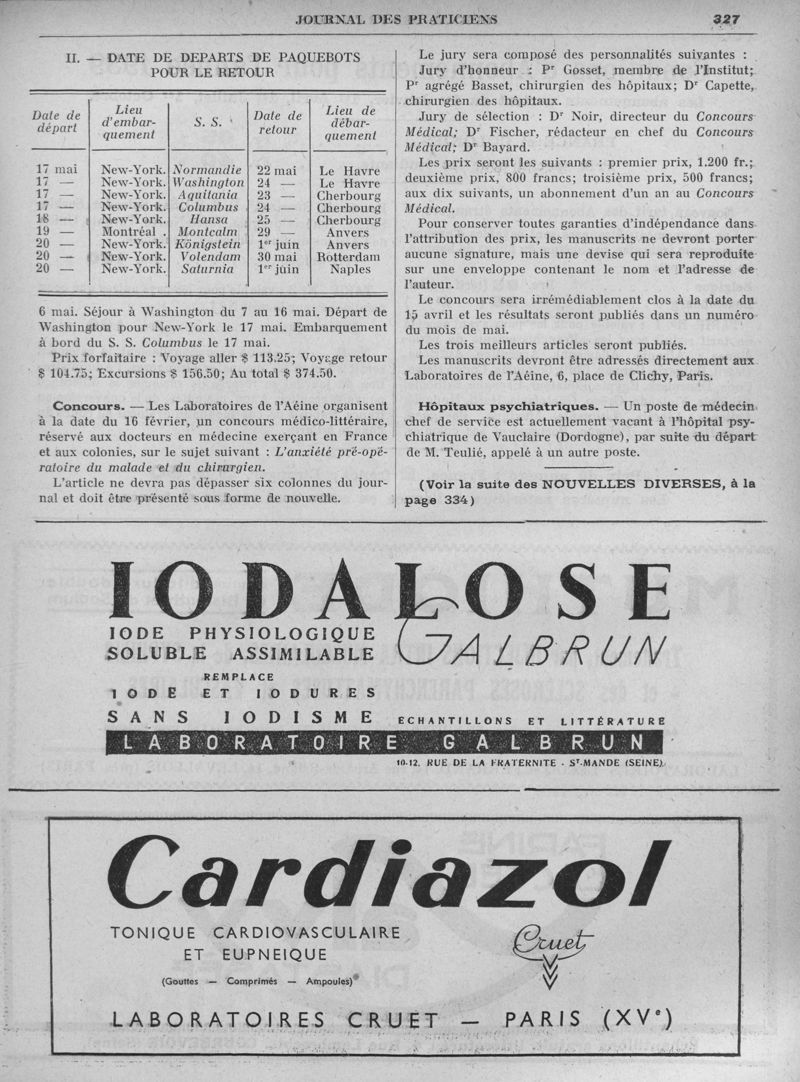 JOURNAL DES PRATICIENS 327
II. — DATE DE DEPARTS DE PAQUEBOTS
POUR LE RETOUR
Date de départ | Lieu d'embarquement | S. S. | Date de retour | Lieu de débarquement
17 mai | New-York. | Normandie | 22 mai | Le Havre
17 — | New-York. | Washington | 24 — | Le Havre
17 — | New-York. | Aquitania | 23 — | Cherbourg
17 — | New-York. | Columbus | 24 — | Cherbourg
18 — | New-York. | Hansa | 25 — | Cherbourg
19 — | Montréal . | Montcalm | 29 — | Anvers
20 — | New-York. | Königstein | 1er juin | Anvers
20 — | New-York. | Volendam | 30 mai | Rotterdam
20 — | New-York. | Saturnia | 1er juin | Naples
6 mai. Séjour à Washington du 7 au 16 mai. Départ de
Washington pour New-York le 17 mai. Embarquement
à bord du S. S. Columbus le 17 mai.
Prix forfaitaire : Voyage aller $ 113.25; Voyage retour
$ 104.75; Excursions $ 156.50; Au total $ 374.50.
Concours. — Les Laboratoires de l'Aéine organisent
à la date du 16 février, un concours médico-littéraire,
réservé aux docteurs en médecine exerçant en France
et aux colonies, sur le sujet suivant : L'anxiété pré-opé-
ratoire du malade et du chirurgien.
L'article ne devra pas dépasser six colonnes du jour-
nal et doit être présenté sous forme de nouvelle.
Le jury sera composé des personnalités suivantes :
Jury d'honneur : Pr Gosset, membre de l'Institut;
Pr agrégé Basset, chirurgien des hôpitaux; Dr Capette,
chirurgien des hôpitaux.
Jury de sélection : Dr Noir, directeur du Concours
Médical; Dr Fischer, rédacteur en chef du Concours
Médical; Dr Bayard.
Les prix seront les suivants : premier prix, 1.200 fr.;
deuxième prix, 800 francs; troisième prix, 500 francs;
aux dix suivants, un abonnement d'un an au Concours
Médical.
Pour conserver toutes garanties d'indépendance dans
l'attribution des prix, les manuscrits ne devront porter
aucune signature, mais une devise qui sera reproduite
sur une enveloppe contenant le nom et l'adresse de
l'auteur.
Le concours sera irrémédiablement clos à la date du
15 avril et les résultats seront publiés dans un numéro
du mois de mai.
Les trois meilleurs articles seront publiés.
Les manuscrits devront être adressés directement aux
Laboratoires de l'Aéine, 6, place de Clichy, Paris.
Hôpitaux psychiatriques. — Un poste de médecin
chef de service est actuellement vacant à l'hôpital psy-
chiatrique de Vauclaire (Dordogne), par suite du départ
de M. Teulié, appelé à un autre poste.
(Voir la suite des NOUVELLES DIVERSES, à la
page 334)
IODALOSE
GALBRUN
IODE PHYSIOLOGIQUE
SOLUBLE ASSIMILABLE
REMPLACE
IODE ET IODURES
SANS IODISME
ECHANTILLONS ET LITTÉRATURE
LABORATOIRE GALBRUN
10-12, RUE DE LA FRATERNITE - St-MANDE (SEINE)
Cardiazol
TONIQUE CARDIOVASCULAIRE
ET EUPNEIQUE
(Gouttes — Comprimés — Ampoules)
Cruet
LABORATOIRES CRUET — PARIS (XVe)